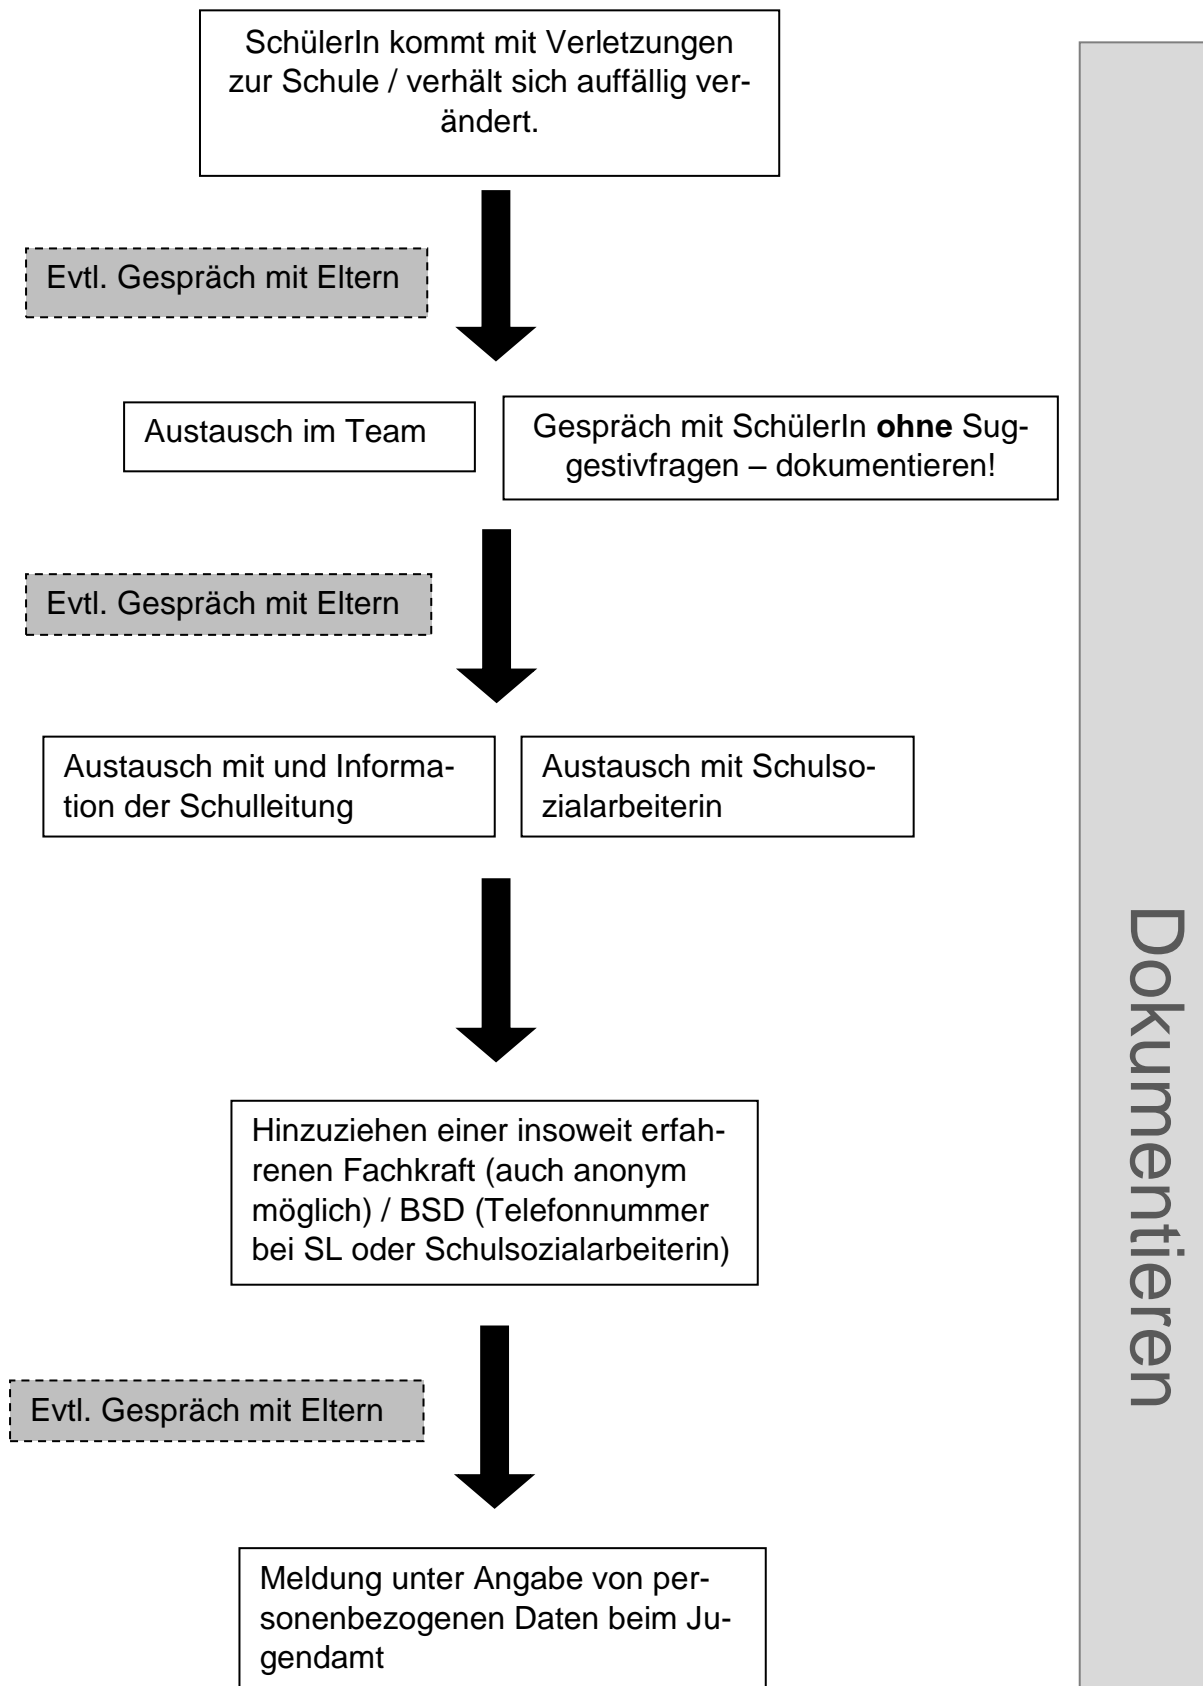 SchülerIn kommt mit Verletzungen
zur Schule / verhält sich auffällig ver-
ändert.
Evtl. Gespräch mit Eltern
Austausch im Team
Gespräch mit SchülerIn ohne Sug-
gestivfragen – dokumentieren!
Evtl. Gespräch mit Eltern
Austausch mit und Informa-
tion der Schulleitung
Austausch mit Schulso-
zialarbeiterin
Hinzuziehen einer insoweit erfah-
renen Fachkraft (auch anonym
möglich) / BSD (Telefonnummer
bei SL oder Schulsozialarbeiterin)
Evtl. Gespräch mit Eltern
Meldung unter Angabe von per-
sonenbezogenen Daten beim Ju-
gendamt
Dokumentieren